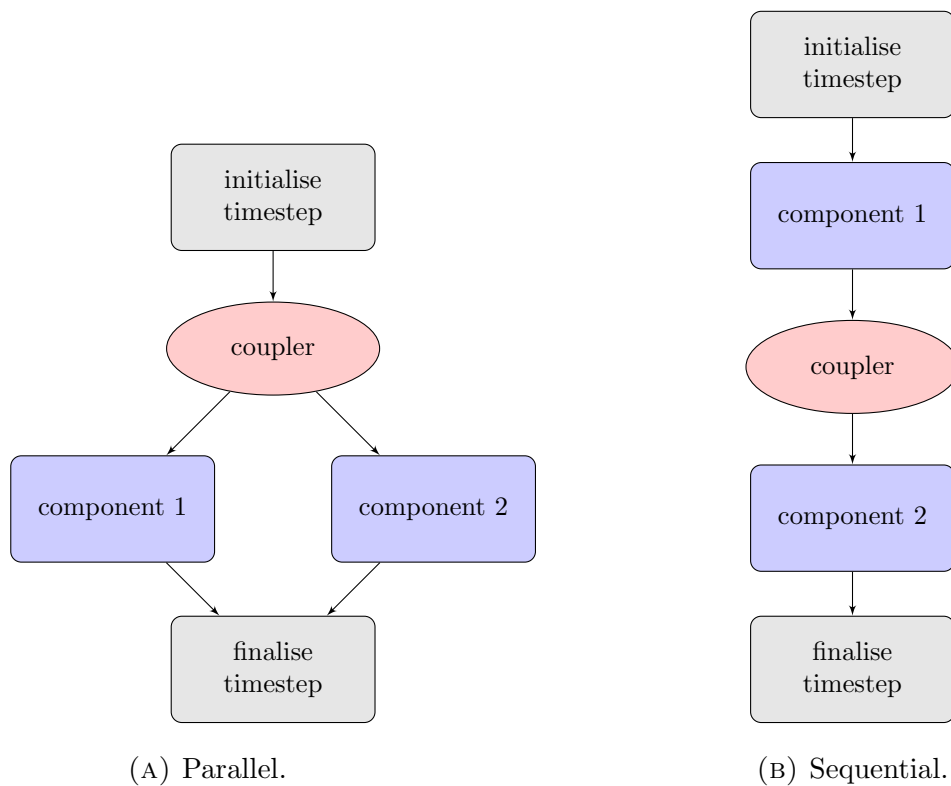 initialise
timestep
coupler
component 1
component 2
finalise
timestep
(A) Parallel.
initialise
timestep
component 1
coupler
component 2
finalise
timestep
(B) Sequential.